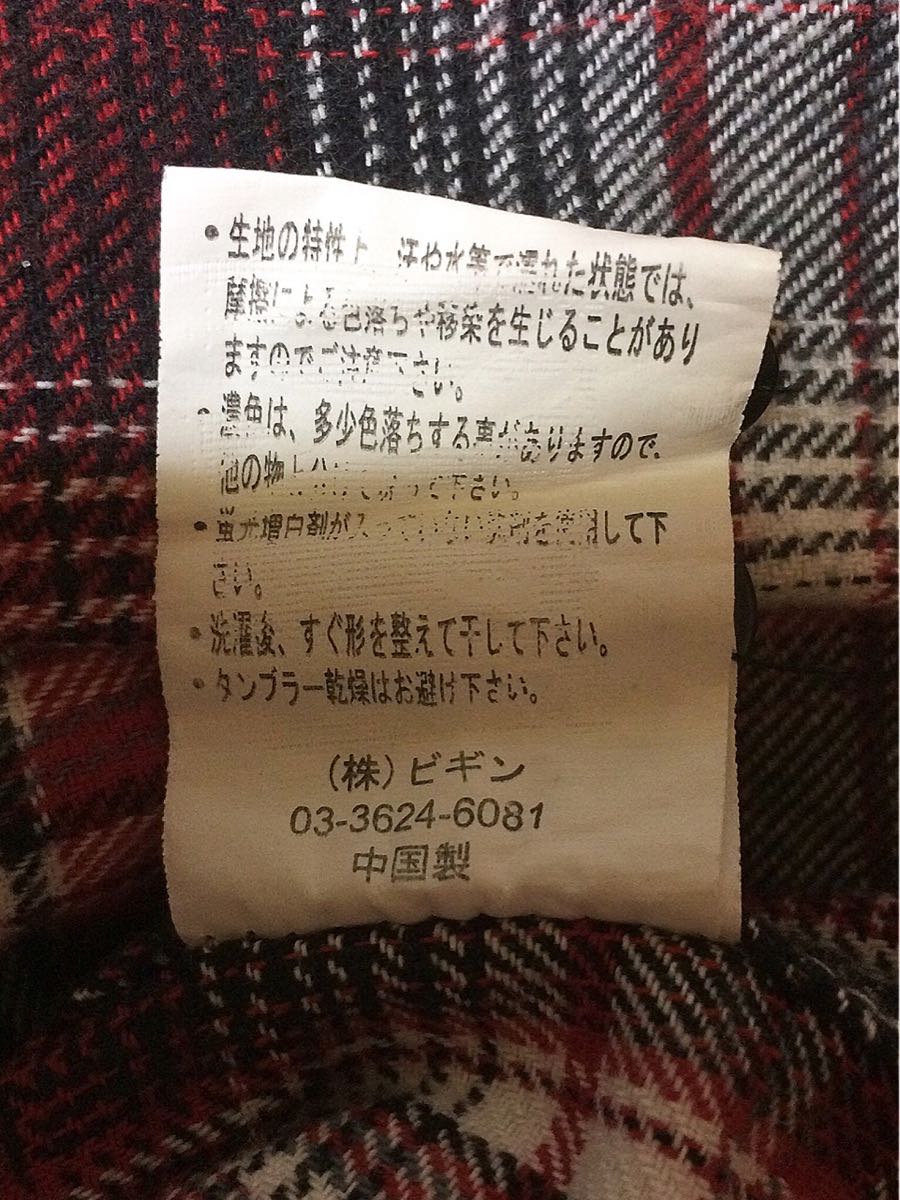 ・生地の特性上 汗や水等で濡れた状態では、
摩擦による色落ちや移染を生じることがあり
ますのでご注意下さい。
・濃色は、多少色落ちする事がありますので、
他の物と分けて洗って下さい。
・蛍光増白剤が入っていない洗剤を使用して下
さい。
・洗濯後、すぐ形を整えて干して下さい。
・タンブラー乾燥はお避け下さい。
(株)ビギン
03-3624-6081
中国製